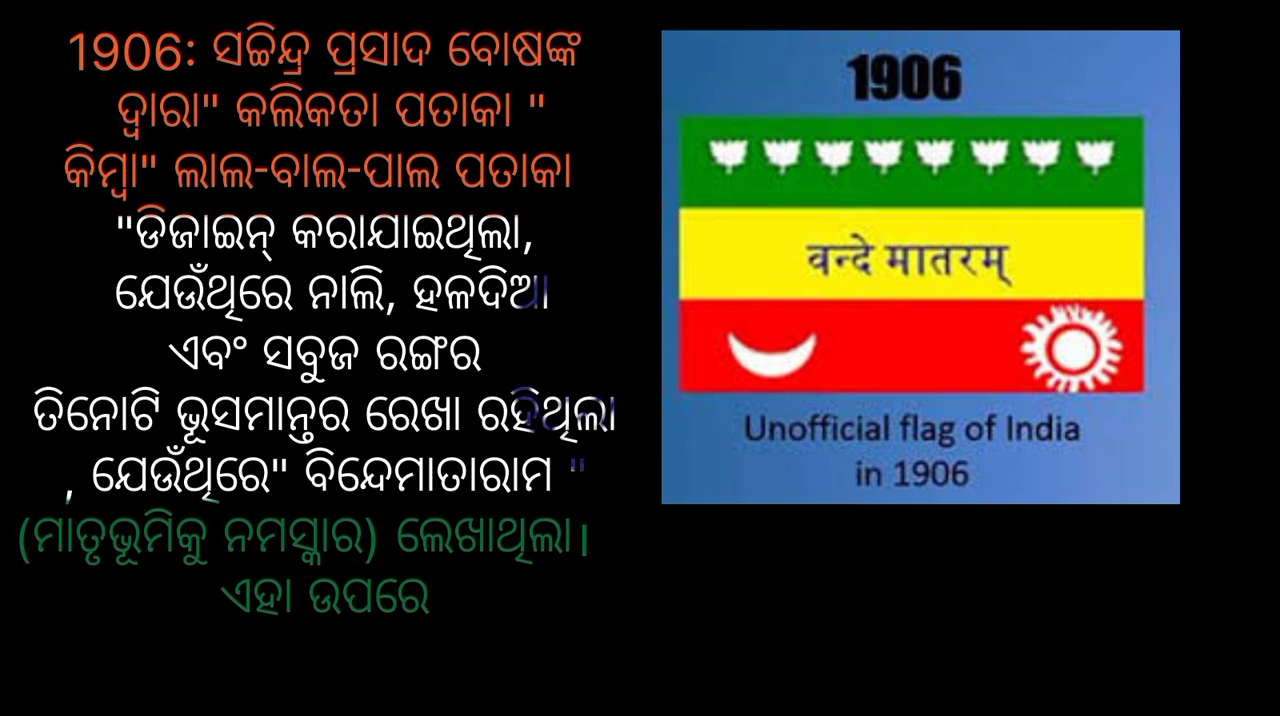 1906: ସଚ୍ଚିନ୍ଦ୍ର ପ୍ରସାଦ ବୋଷଙ୍କ
ଦ୍ୱାରା" କଲିକତା ପତାକା "
କିମ୍ବା" ଲାଲ-ବାଲ-ପାଲ ପତାକା
"ଡିଜାଇନ୍ କରାଯାଇଥିଲା,
ଯେଉଁଥିରେ ନାଲି, ହଳଦିଆ
ଏବଂ ସବୁଜ ରଙ୍ଗର
ତିନୋଟି ଭୂସମାନ୍ତର ରେଖା ରହିଥିଲା
, ଯେଉଁଥିରେ" ବିନ୍ଦେମାତାରାମ "
(ମାତୃଭୂମିକୁ ନମସ୍କାର) ଲେଖାଥିଲା।
ଏହା ଉପରେ
1906
वन्दे मातरम्
Unofficial flag of India
in 1906